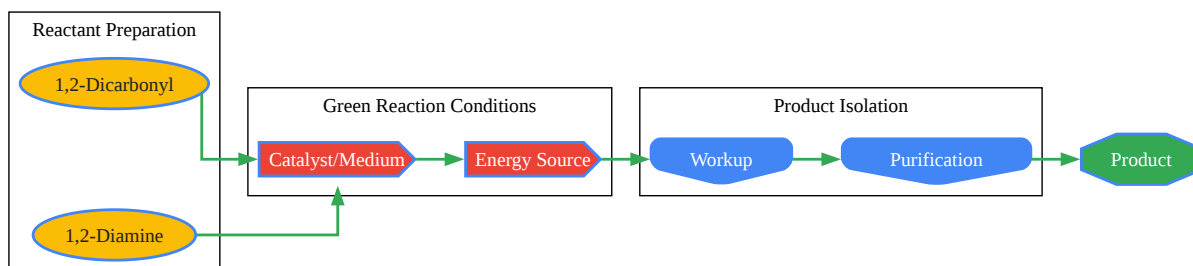 Reactant Preparation
1,2-Dicarbonyl
1,2-Diamine
Green Reaction Conditions
Catalyst/Medium
Energy Source
Product Isolation
Workup
Purification
Product